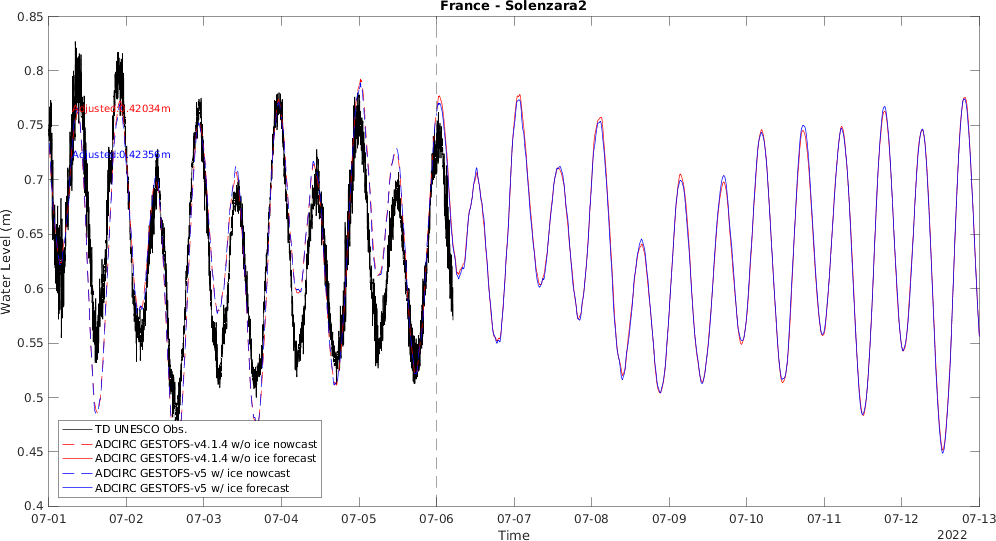 France - Solenzara2
0.85
0.8
0.75
0.7
0.65
0.6
0.55
0.5
0.45
0.4
Water Level (m)
Adjusted:0.42034m
Adjusted:0.42356m
TD UNESCO Obs.
ADCIRC GESTOFS-v4.1.4 w/o ice nowcast
ADCIRC GESTOFS-v4.1.4 w/o ice forecast
ADCIRC GESTOFS-v5 w/ ice nowcast
ADCIRC GESTOFS-v5 w/ ice forecast
07-01 07-02 07-03 07-04 07-05 07-06 07-07 07-08 07-09 07-10 07-11 07-12 07-13
Time
2022